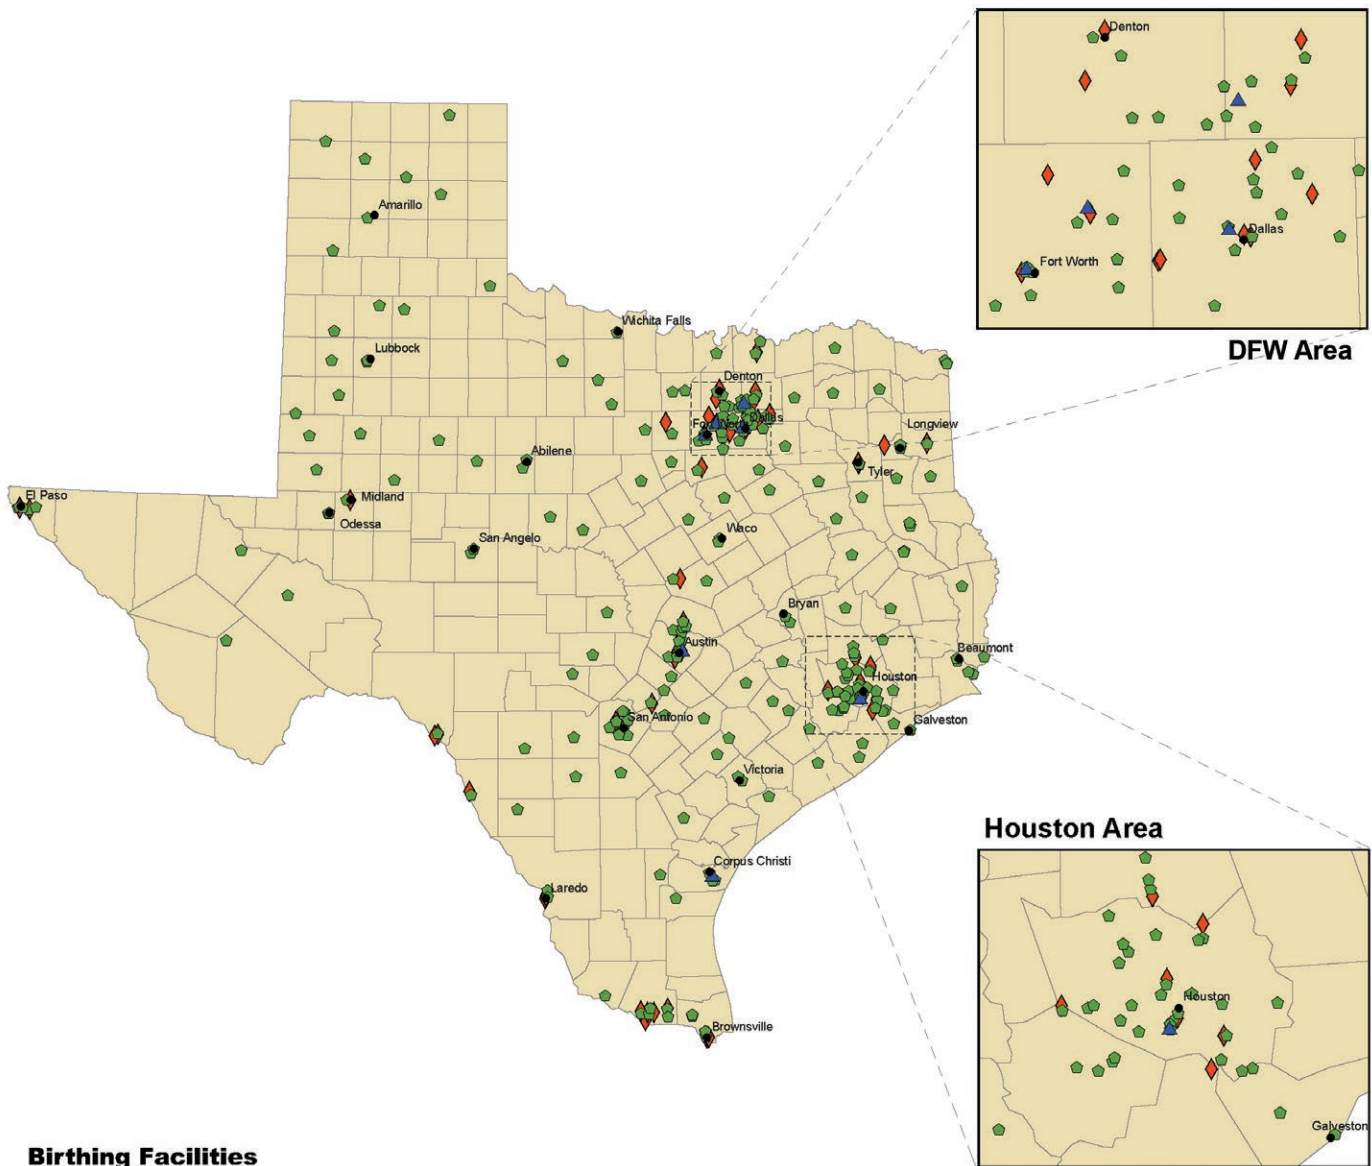 Denton
Dallas
Fort Worth
DFW Area
Amarillo
Wichita Falls
Lubbock
Denton
Dallas
Longview
Abilene
Tyler
El Paso
Midland
Odessa
Waco
San Angelo
Bryan
Austin
Beaumont
Houston
San Antonio
Galveston
Victoria
Houston Area
Corpus Christi
Laredo
Houston
Brownsville
Galveston
Birthing Facilities